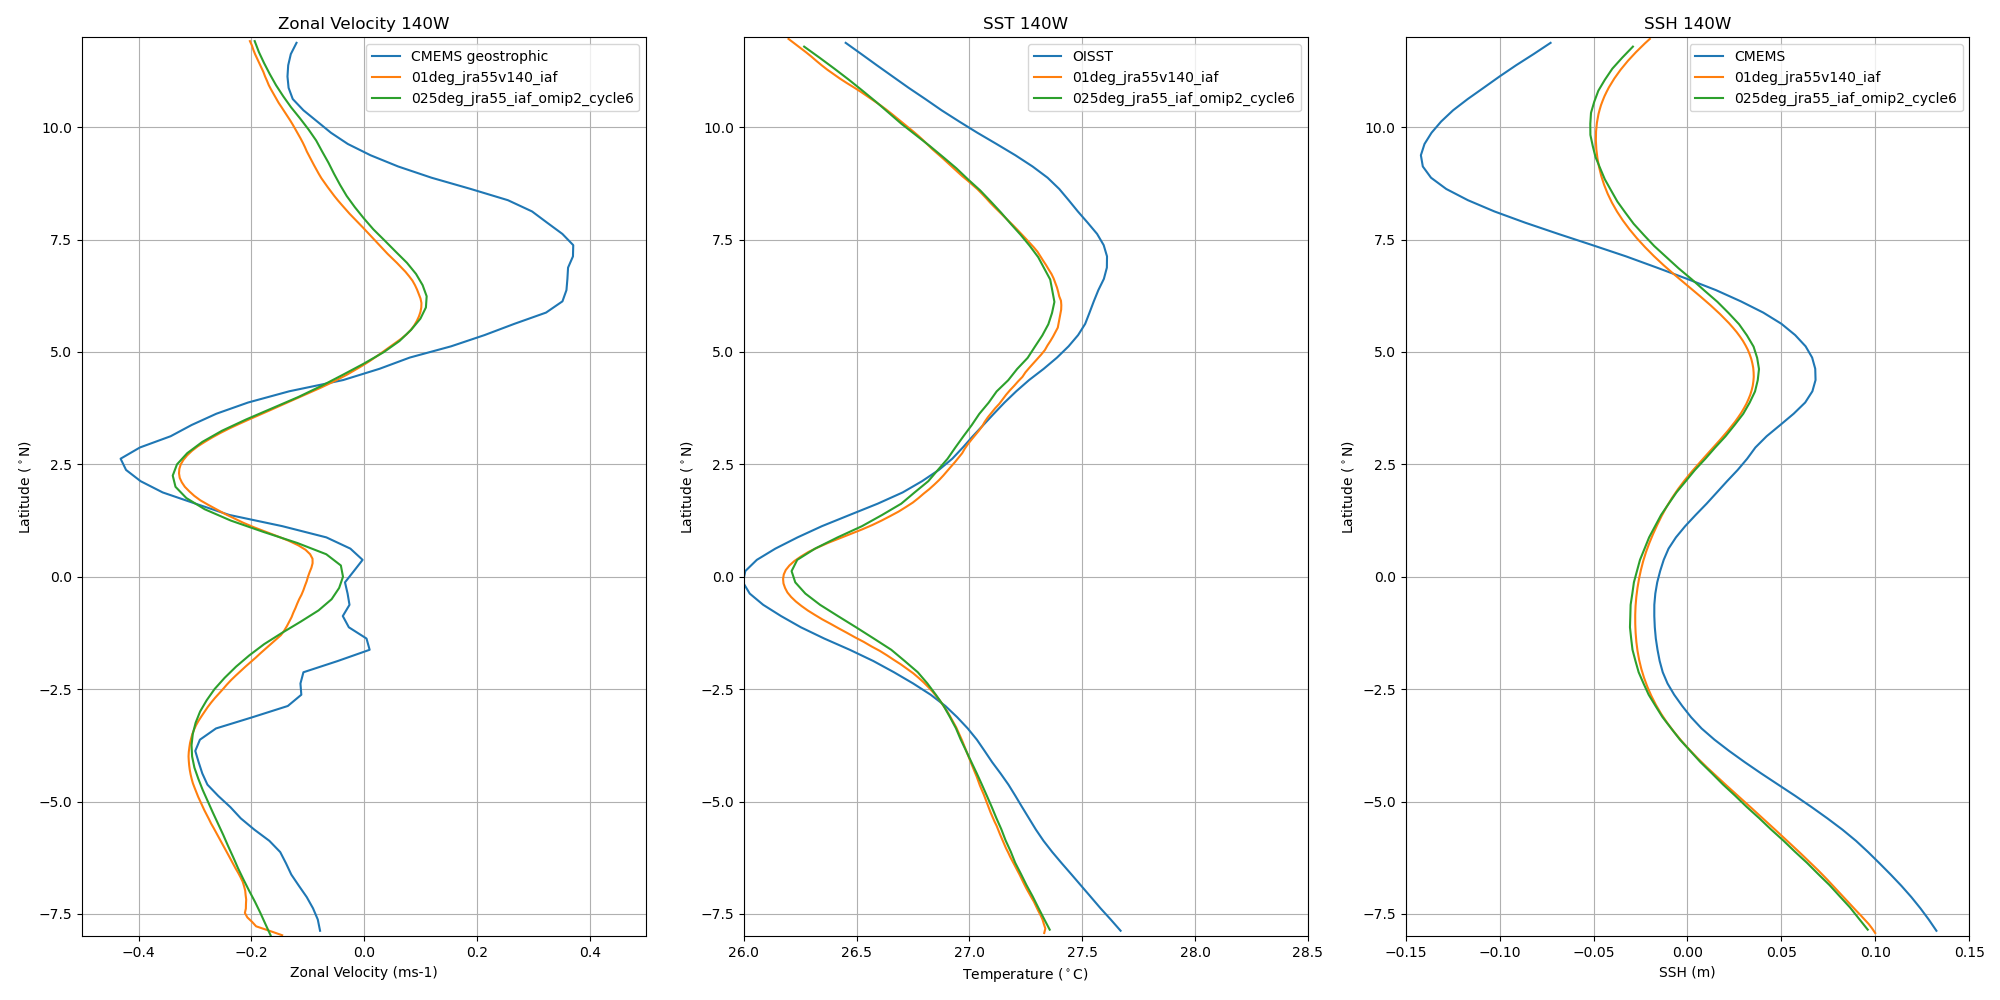 Zonal Velocity 140W
CMEMS geostrophic
01deg_jra55v140_iaf
025deg_jra55_iaf_omip2_cycle6
10.0
7.5
5.0
2.5
0.0
−2.5
−5.0
−7.5
Latitude (°N)
−0.4 −0.2 0.0 0.2 0.4
Zonal Velocity (ms-1)
SST 140W
OISST
01deg_jra55v140_iaf
025deg_jra55_iaf_omip2_cycle6
10.0
7.5
5.0
2.5
0.0
−2.5
−5.0
−7.5
Latitude (°N)
26.0 26.5 27.0 27.5 28.0 28.5
Temperature (°C)
SSH 140W
CMEMS
01deg_jra55v140_iaf
025deg_jra55_iaf_omip2_cycle6
10.0
7.5
5.0
2.5
0.0
−2.5
−5.0
−7.5
Latitude (°N)
−0.15 −0.10 −0.05 0.00 0.05 0.10 0.15
SSH (m)